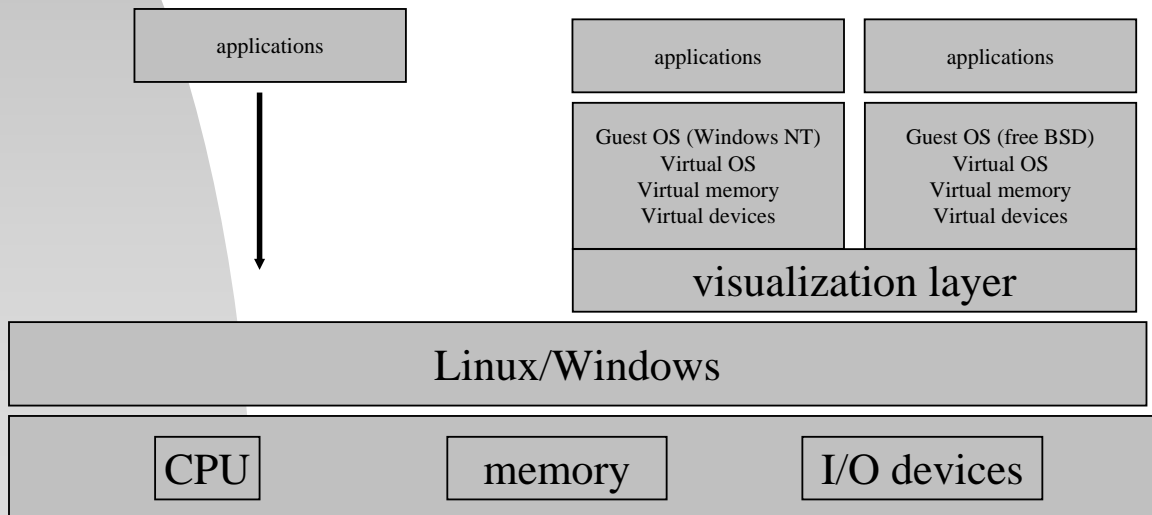 applications
applications
applications
Guest OS (Windows NT)
Virtual OS
Virtual memory
Virtual devices
Guest OS (free BSD)
Virtual OS
Virtual memory
Virtual devices
visualization layer
Linux/Windows
CPU
memory
I/O devices